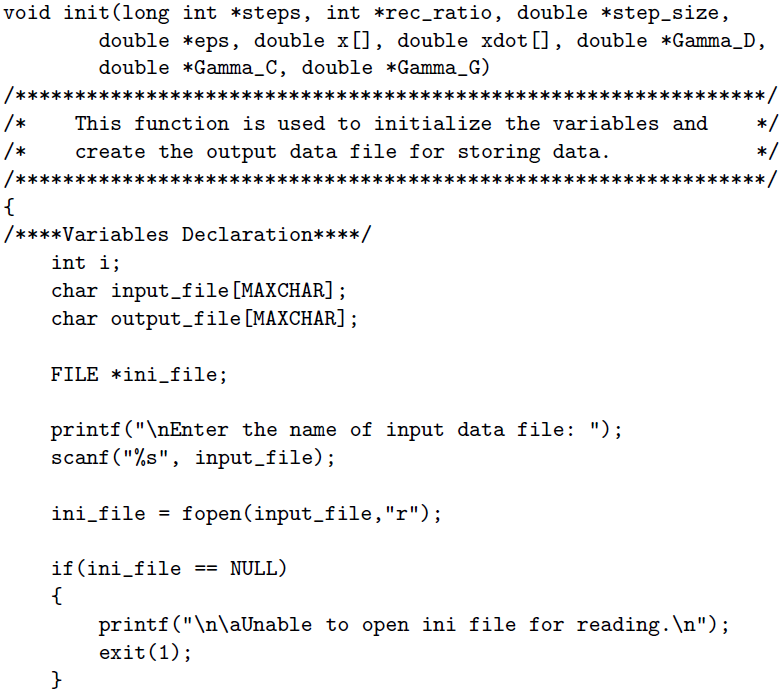 void init(long int *steps, int *rec_ratio, double *step_size,
        double *eps, double x[], double xdot[], double *Gamma_D,
        double *Gamma_C, double *Gamma_G)
/***************************************************************/
/*    This function is used to initialize the variables and    */
/*    create the output data file for storing data.            */
/***************************************************************/
{
/****Variables Declaration****/
    int i;
    char input_file[MAXCHAR];
    char output_file[MAXCHAR];

    FILE *ini_file;

    printf("\nEnter the name of input data file: ");
    scanf("%s", input_file);

    ini_file = fopen(input_file,"r");

    if(ini_file == NULL)
    {
        printf("\n\aUnable to open ini file for reading.\n");
        exit(1);
    }